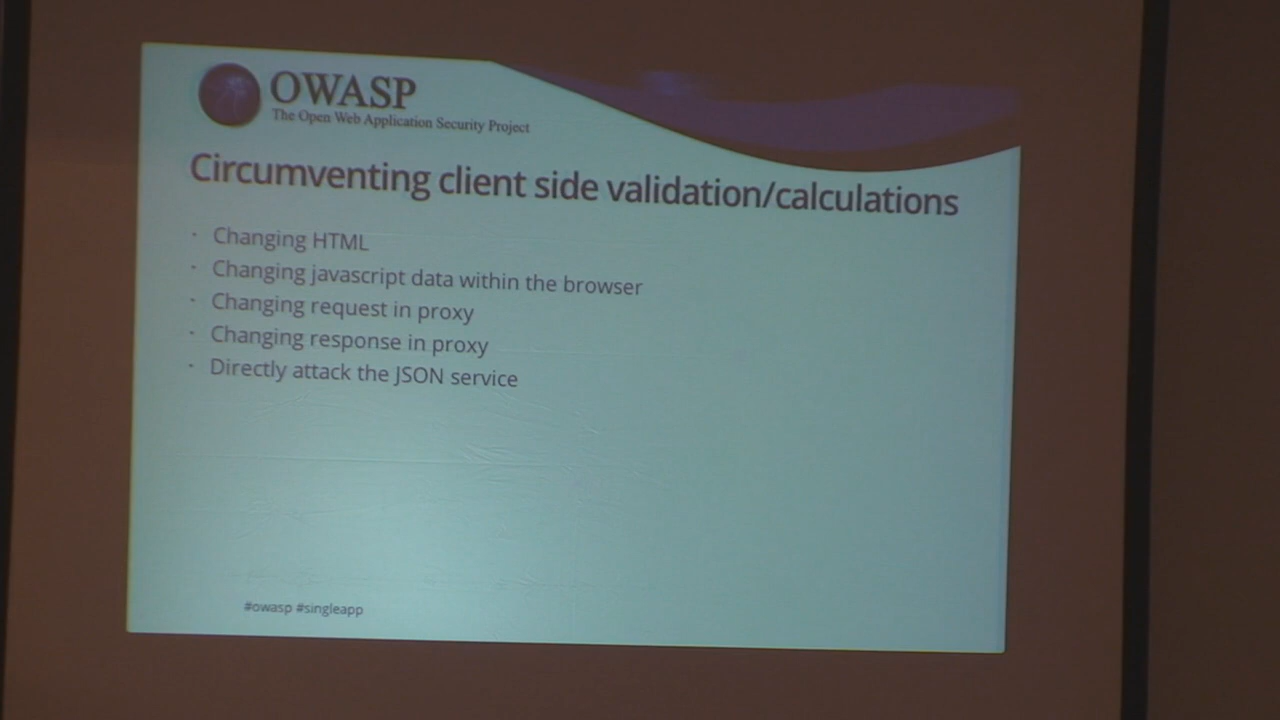 OWASP
The Open Web Application Security Project
Circumventing client side validation/calculations
· Changing HTML
· Changing javascript data within the browser
· Changing request in proxy
· Changing response in proxy
· Directly attack the JSON service
#owasp #singleapp